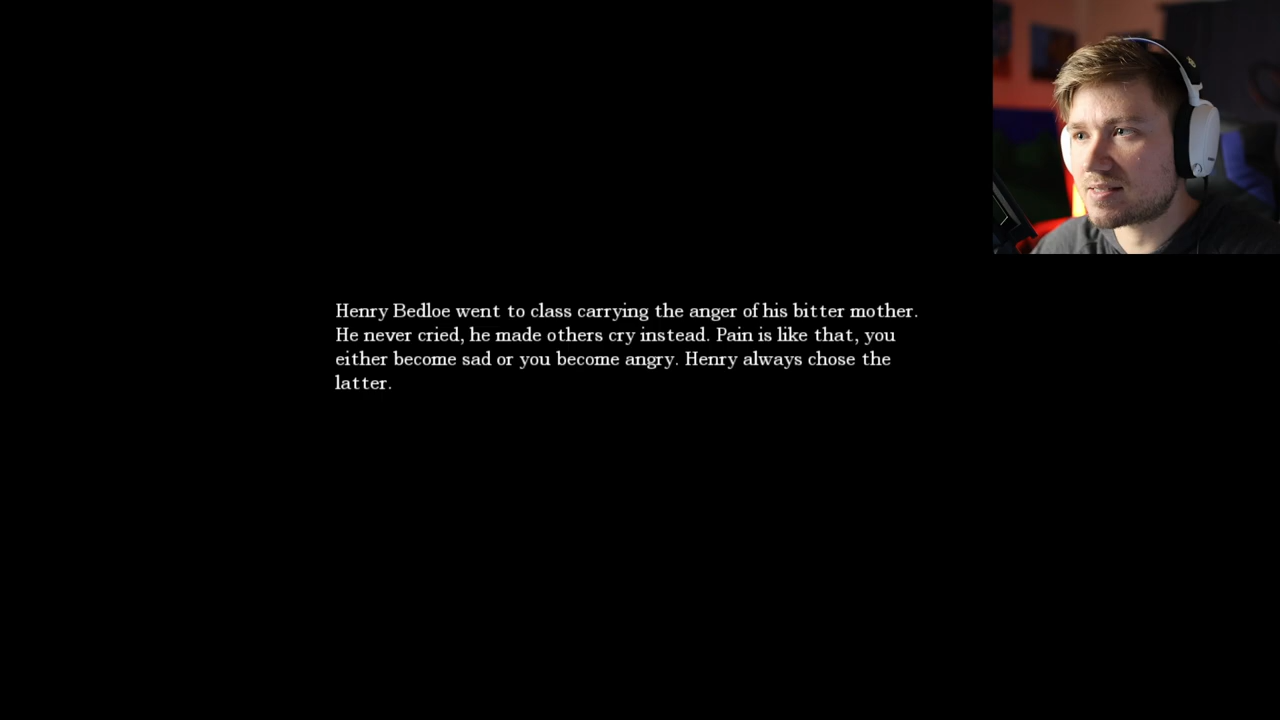 Henry Bedloe went to class carrying the anger of his bitter mother.
He never cried, he made others cry instead. Pain is like that, you
either become sad or you become angry. Henry always chose the
latter.